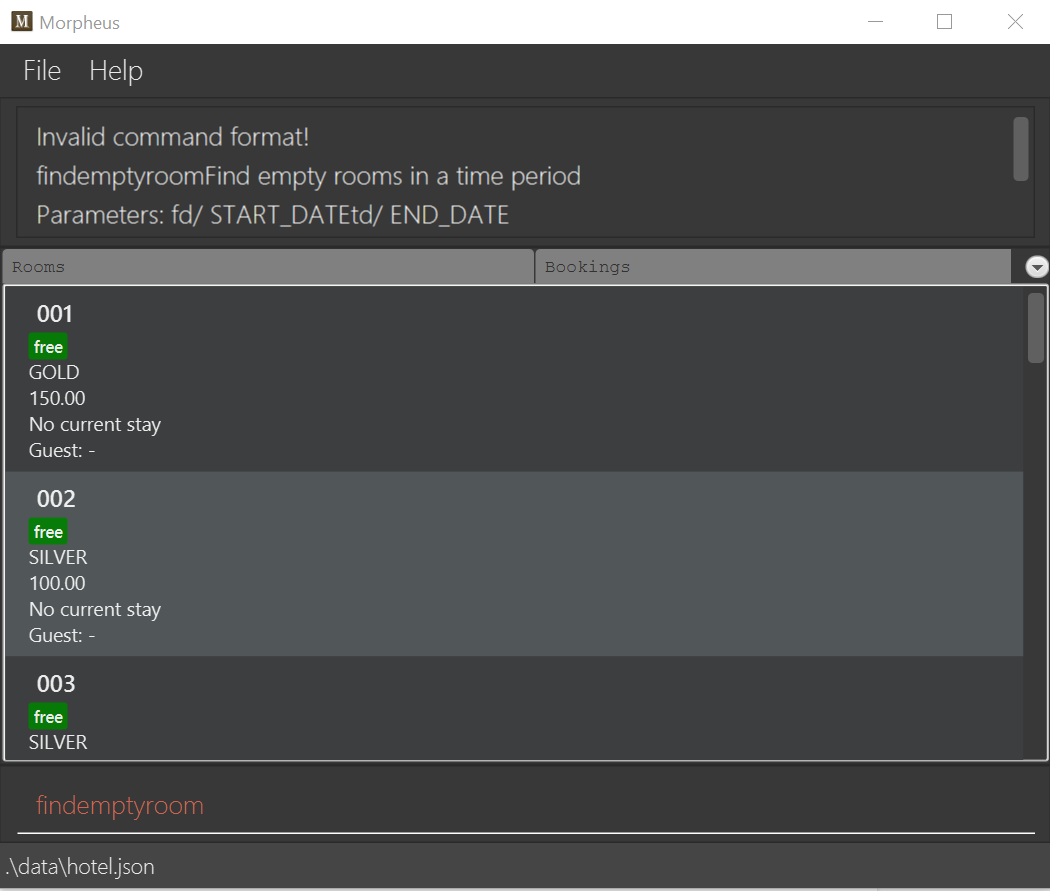 M Morpheus
File Help
Invalid command format!
findemptyroomFind empty rooms in a time period
Parameters: fd/ START_DATEtd/ END_DATE
Rooms Bookings
001
free
GOLD
150.00
No current stay
Guest: -
002
free
SILVER
100.00
No current stay
Guest: -
003
free
SILVER
findemptyroom
.\data\hotel.json